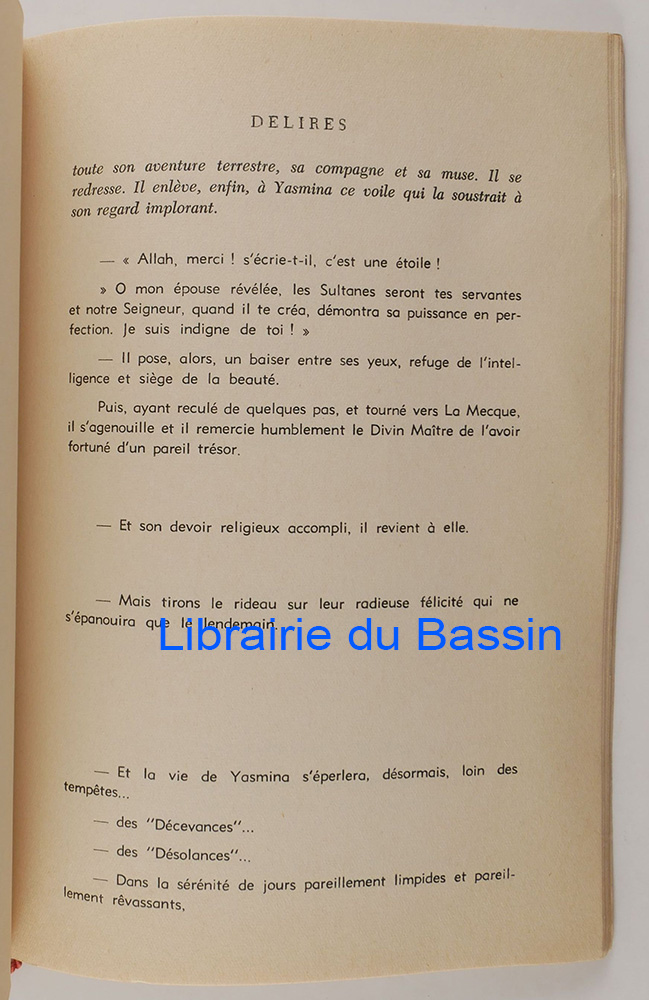 DELIRES
toute son aventure terrestre, sa compagne et sa muse. Il se
redresse. Il enlève, enfin, à Yasmina ce voile qui la soustrait à
son regard implorant.
— « Allah, merci ! s'écrie-t-il, c'est une étoile !
» O mon épouse révélée, les Sultanes seront tes servantes
et notre Seigneur, quand il te créa, démontra sa puissance en per-
fection. Je suis indigne de toi ! »
— Il pose, alors, un baiser entre ses yeux, refuge de l'intel-
ligence et siège de la beauté.
Puis, ayant reculé de quelques pas, et tourné vers La Mecque,
il s'agenouille et il remercie humblement le Divin Maître de l'avoir
fortuné d'un pareil trésor.
— Et son devoir religieux accompli, il revient à elle.
— Mais tirons le rideau sur leur radieuse félicité qui ne
s'épanouira que le lendemain.
Librairie du Bassin
— Et la vie de Yasmina s'éperlera, désormais, loin des
tempêtes...
— des "Décevances"...
— des "Désolances"...
— Dans la sérénité de jours pareillement limpides et pareil-
lement rêvassants,